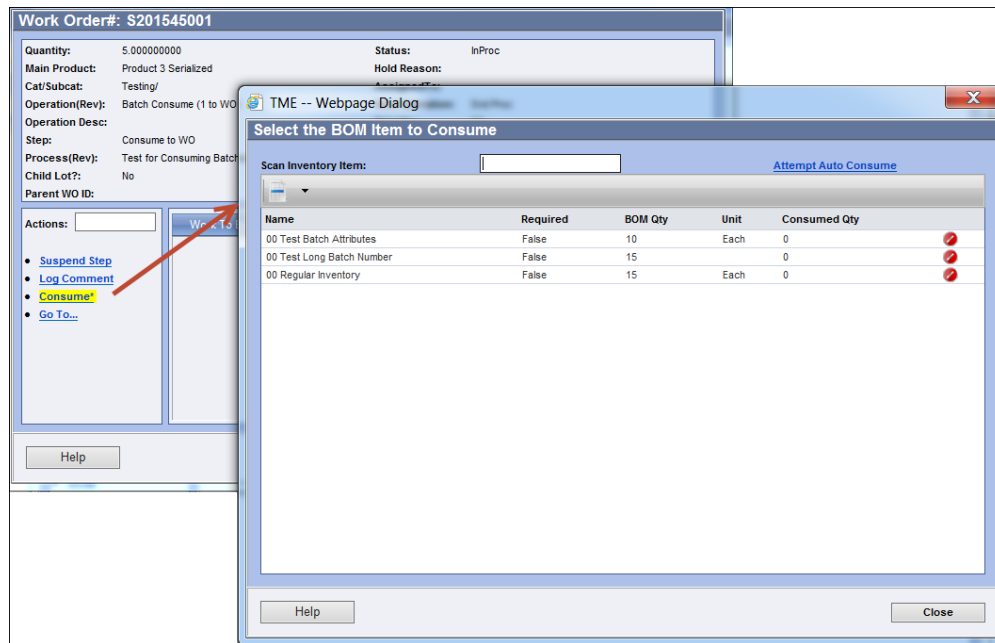 Work Order#: S201545001
Quantity: 5.000000000 Status: InProc
Main Product: Product 3 Serialized Hold Reason:
Cat/Subcat: Testing/
Operation(Rev): Batch Consume (1 to WO
Operation Desc:
Step: Consume to WO
Process(Rev): Test for Consuming Batch
Child Lot?: No
Parent WO ID:
Actions:
Work To
Suspend Step
Log Comment
Consume*
Go To...
Help
TME -- Webpage Dialog X
Select the BOM Item to Consume
Scan Inventory Item: Attempt Auto Consume
Name Required BOM Qty Unit Consumed Qty
00 Test Batch Attributes False 10 Each 0
00 Test Long Batch Number False 15 0
00 Regular Inventory False 15 Each 0
Help Close